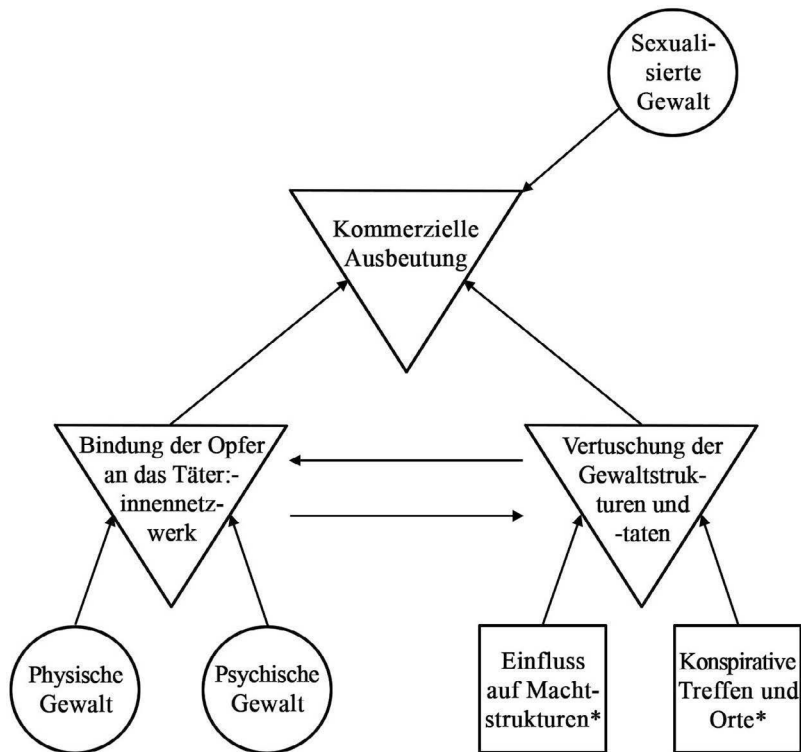 Sexuali-
sierte
Gewalt
Kommerzielle
Ausbeutung
Bindung der Opfer
an das Täter:-
innennetz-
werk
Vertuschung der
Gewaltstruk-
turen und
-taten
Physische
Gewalt
Psychische
Gewalt
Einfluss
auf Macht-
strukturen*
Konspirative
Treffen und
Orte*